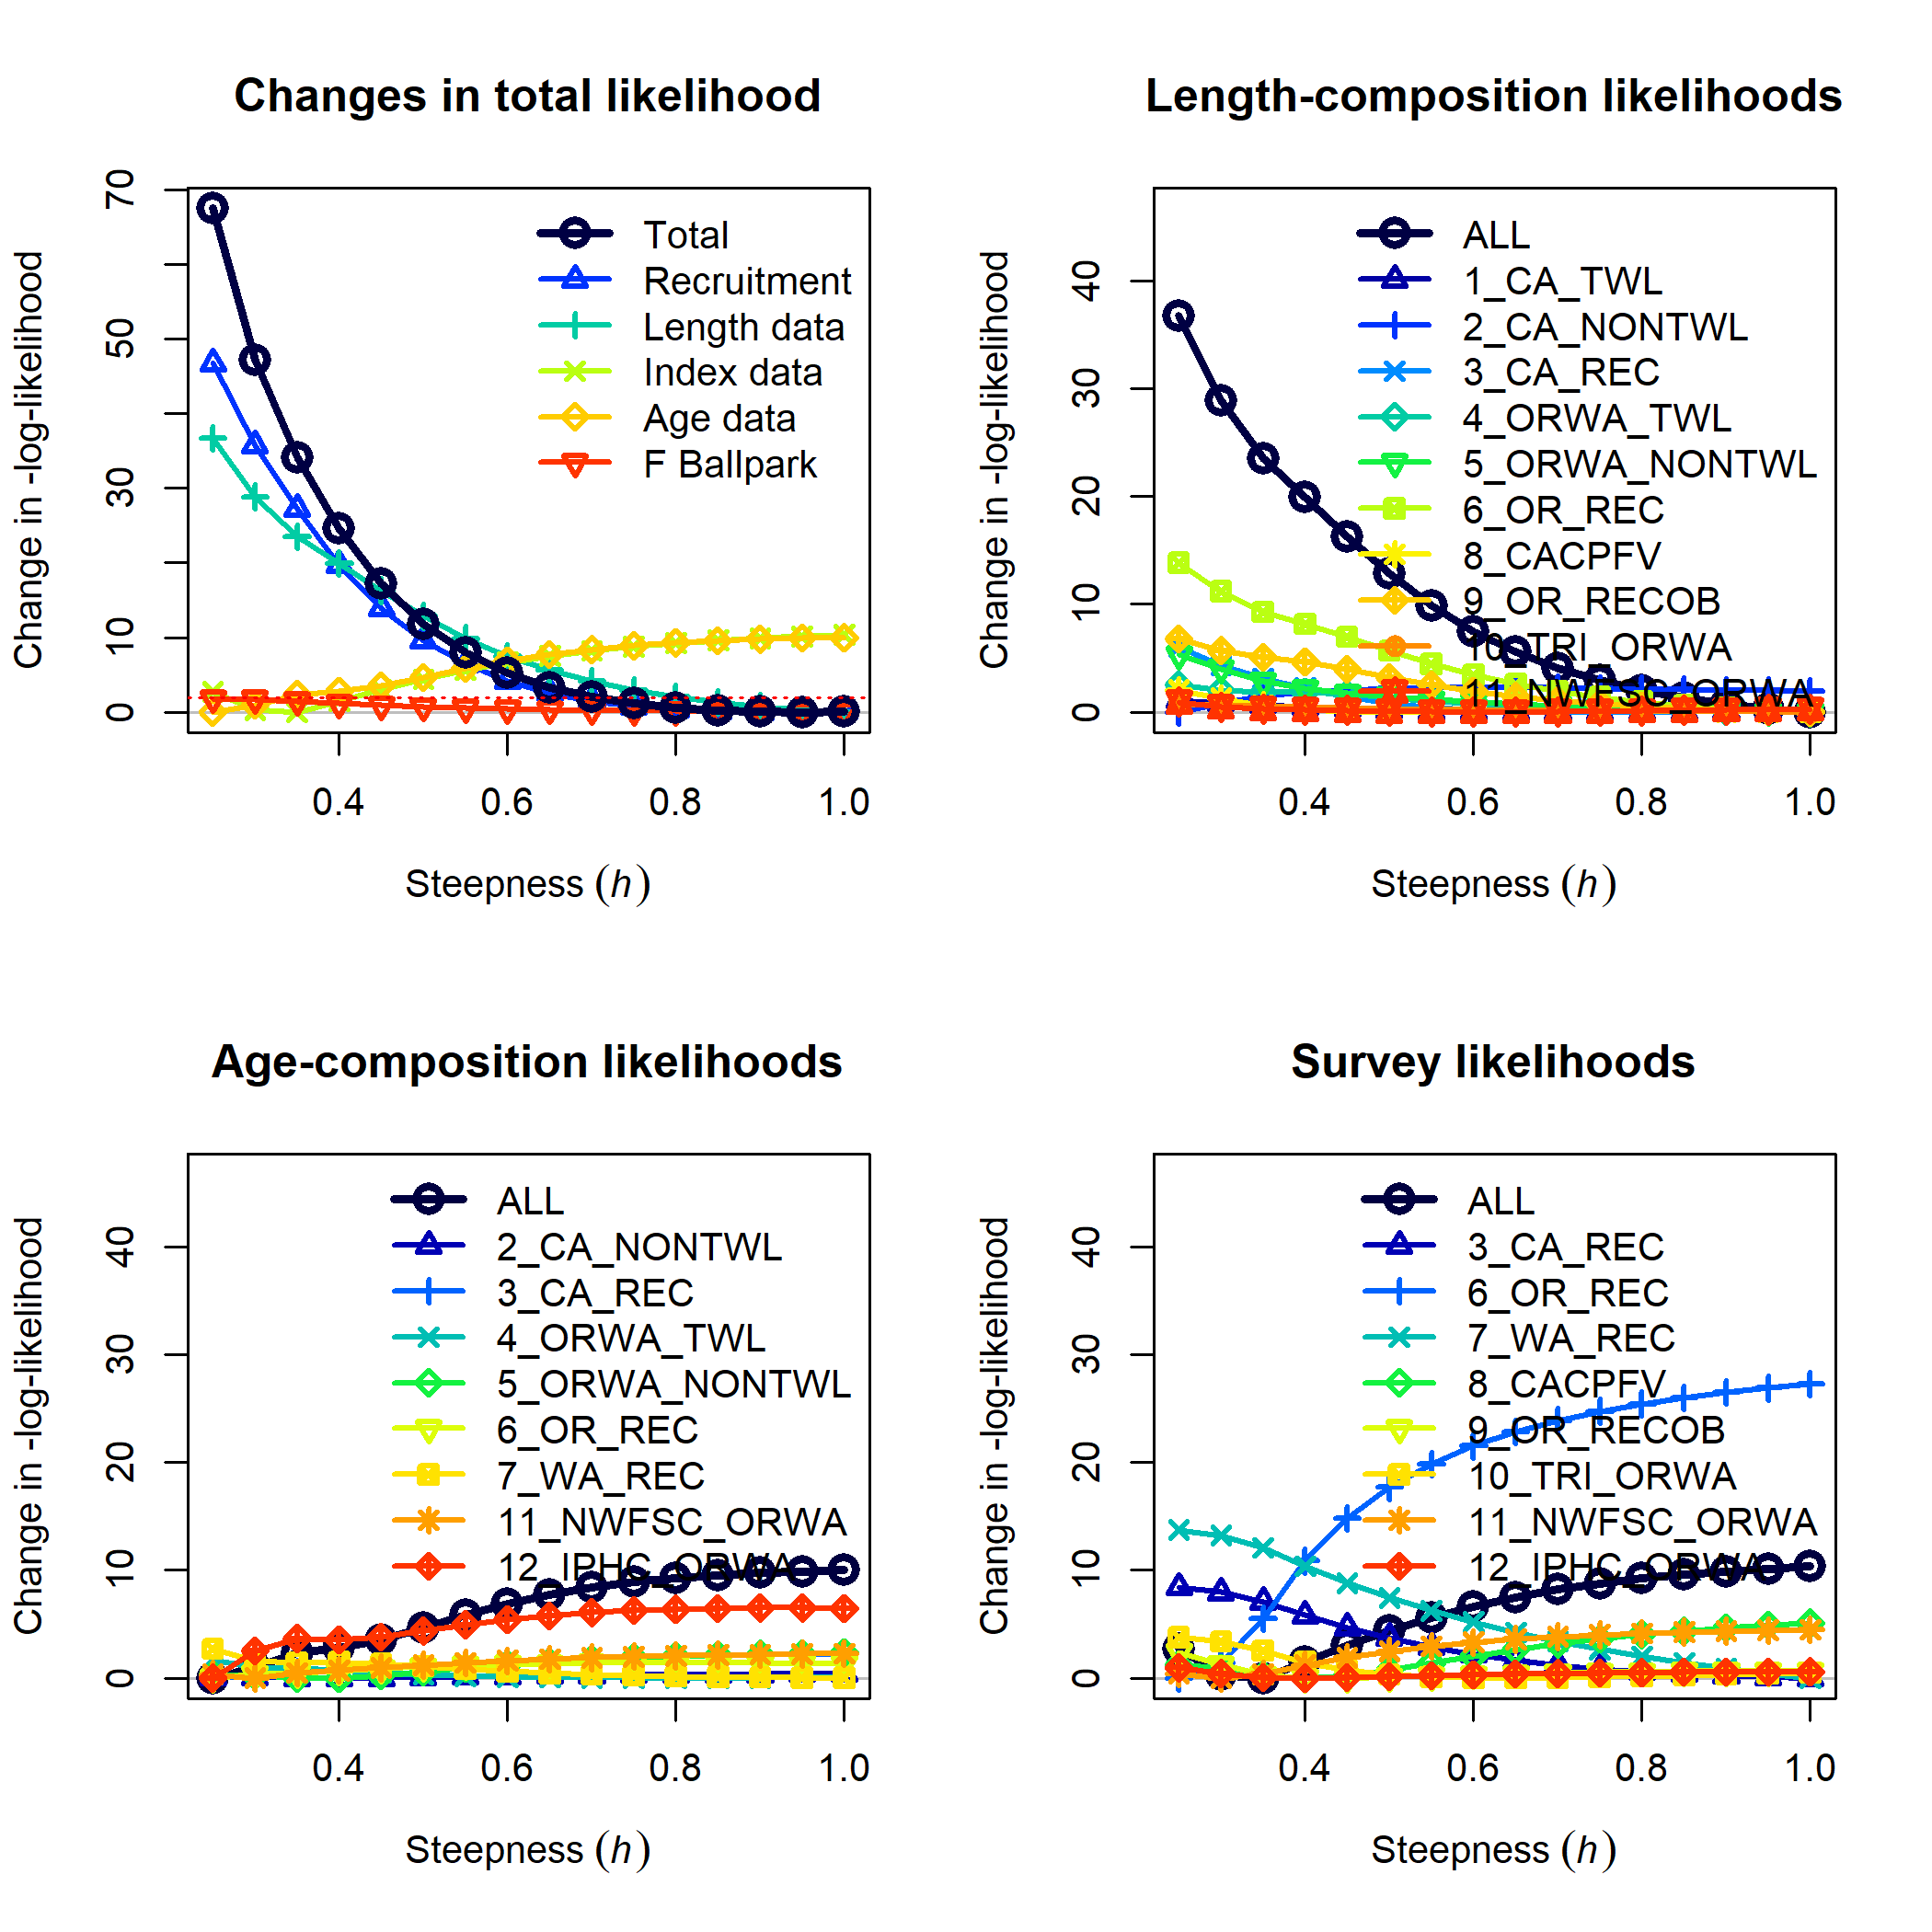 Changes in total likelihood
Change in -log-likelihood
70
50
30
10
0
Total
Recruitment
Length data
Index data
Age data
F Ballpark
0.4 0.6 0.8 1.0
Steepness (h)
Length-composition likelihoods
Change in -log-likelihood
40
30
20
10
0
ALL
1_CA_TWL
2_CA_NONTWL
3_CA_REC
4_ORWA_TWL
5_ORWA_NONTWL
6_OR_REC
8_CACPFV
9_OR_RECOB
10_TRI_ORWA
11_NWFSC_ORWA
0.4 0.6 0.8 1.0
Steepness (h)
Age-composition likelihoods
Change in -log-likelihood
40
30
20
10
0
ALL
2_CA_NONTWL
3_CA_REC
4_ORWA_TWL
5_ORWA_NONTWL
6_OR_REC
7_WA_REC
11_NWFSC_ORWA
12_IPHC_ORWA
0.4 0.6 0.8 1.0
Steepness (h)
Survey likelihoods
Change in -log-likelihood
40
30
20
10
0
ALL
3_CA_REC
6_OR_REC
7_WA_REC
8_CACPFV
9_OR_RECOB
10_TRI_ORWA
11_NWFSC_ORWA
12_IPHC_ORWA
0.4 0.6 0.8 1.0
Steepness (h)